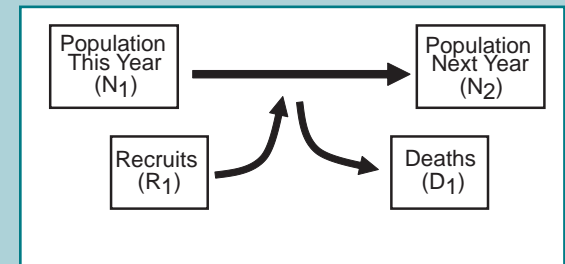 Population
This Year
(N1)
Population
Next Year
(N2)
Recruits
(R1)
Deaths
(D1)